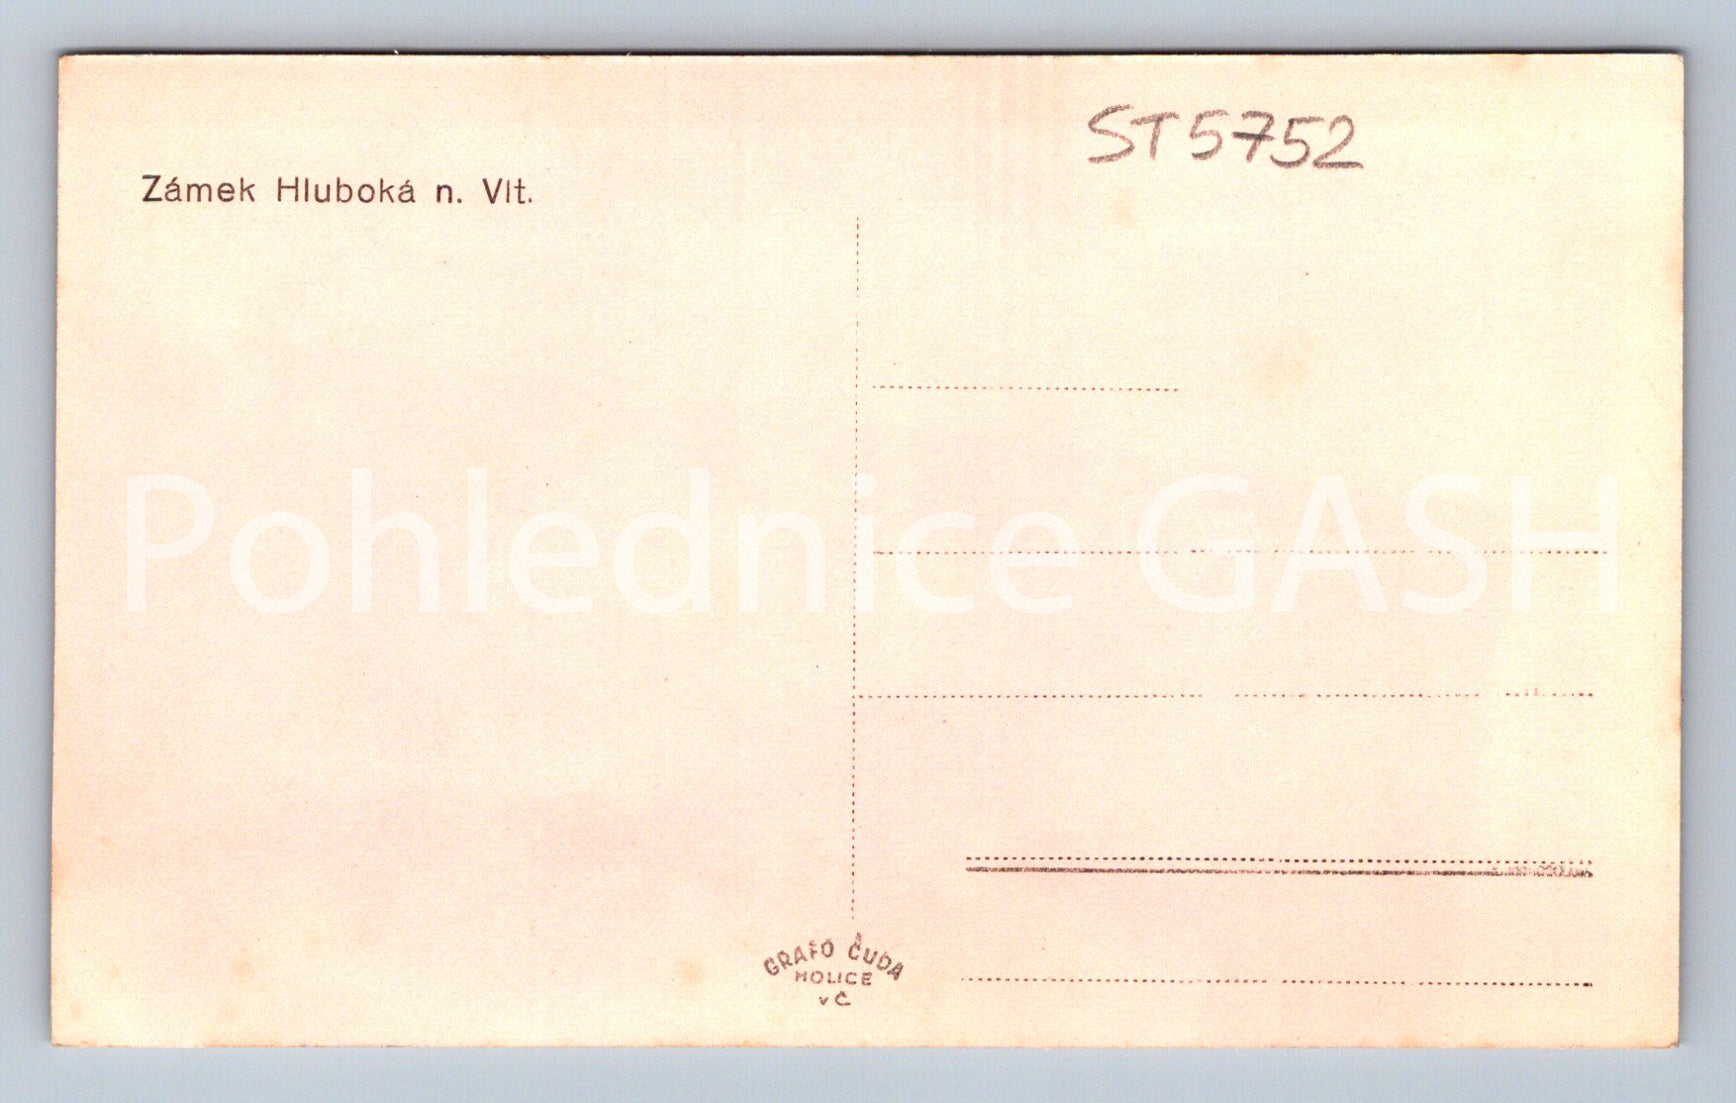 ST5752
Zámek Hluboká n. Vlt.
Pohlednice GASH
GRAFO ČUDA
HOLICE
v Č